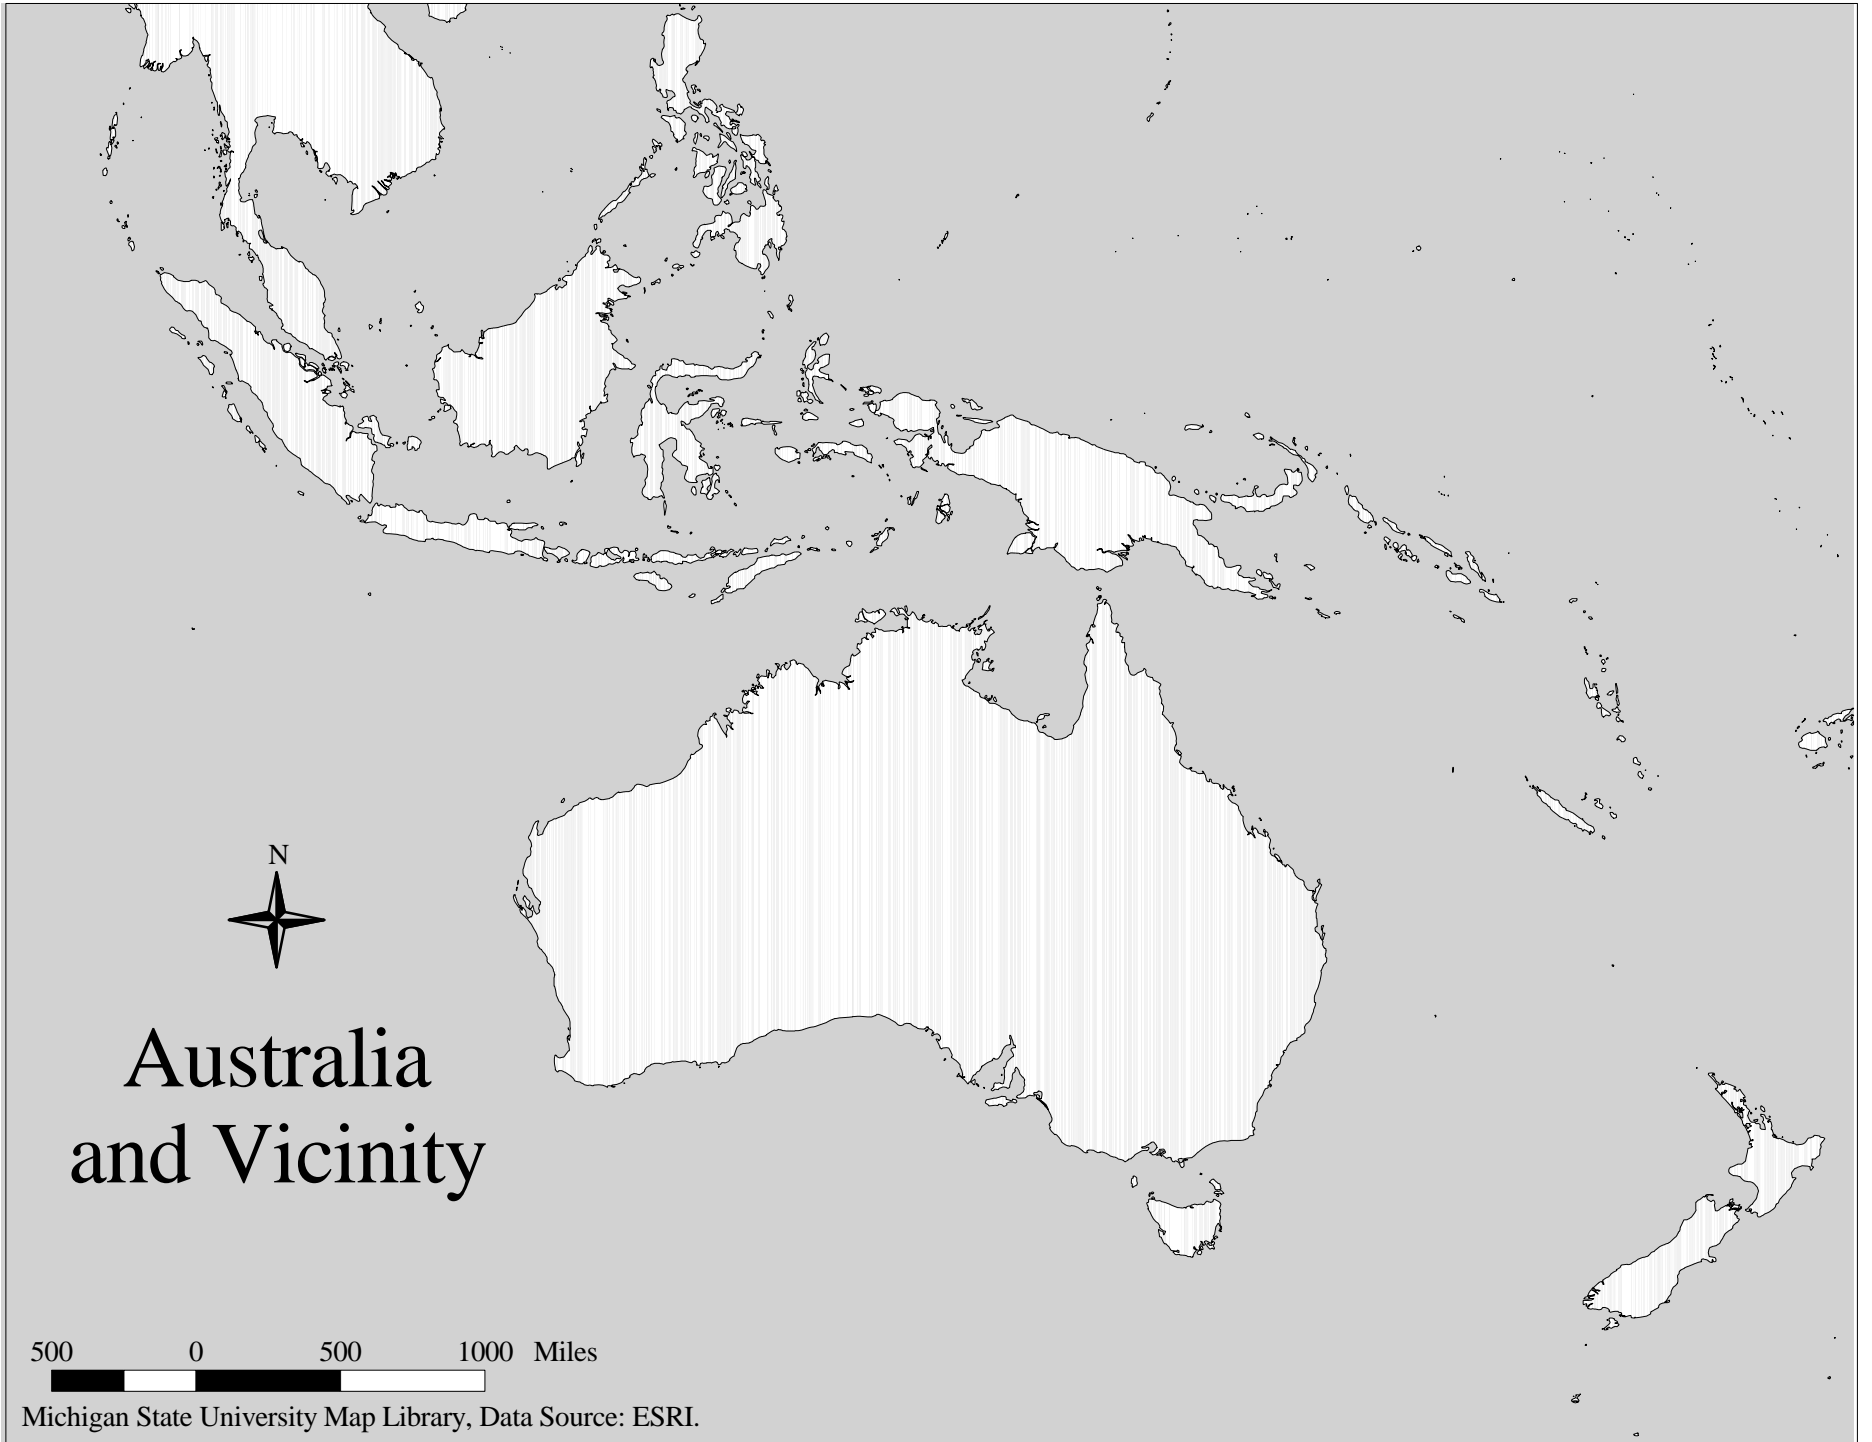 N
Australia
and Vicinity
500 0 500 1000 Miles
Michigan State University Map Library, Data Source: ESRI.